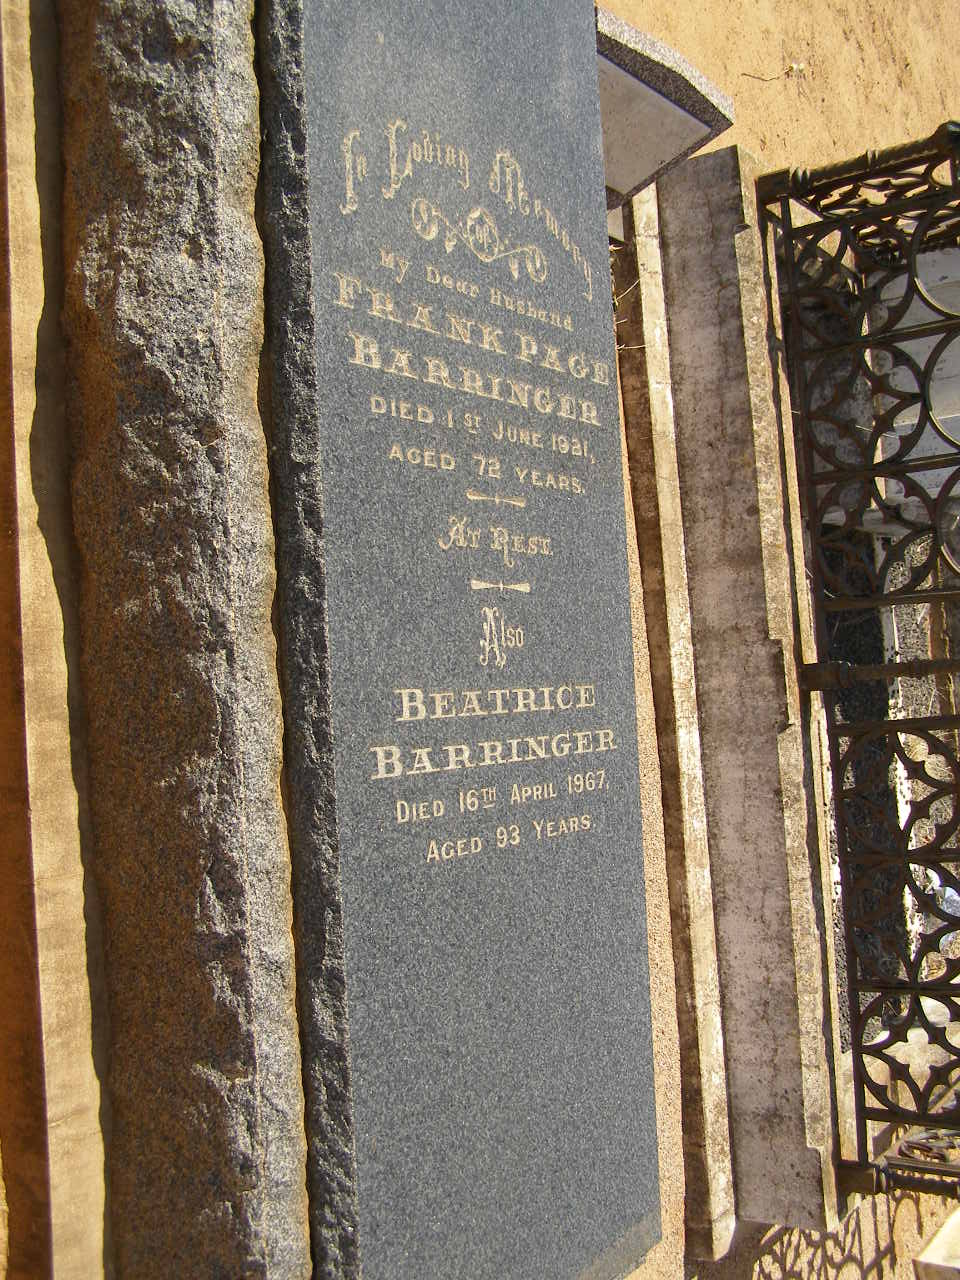 In Loving Memory
OF
My Dear Husband
FRANK PAGE
BARRINGER
DIED 1ST JUNE 1921,
AGED 72 YEARS.
AT REST.
Also
BEATRICE
BARRINGER
DIED 16TH APRIL 1967,
AGED 93 YEARS.